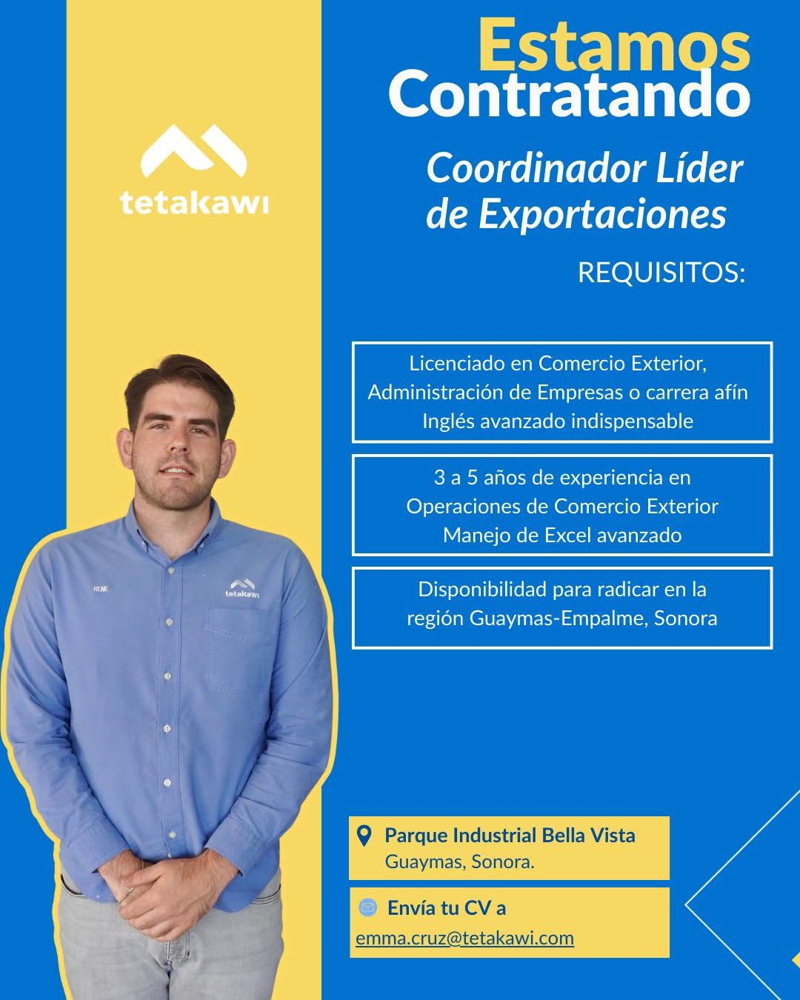 Estamos
Contratando
tetakawi
Coordinador Líder
de Exportaciones
REQUISITOS:
Licenciado en Comercio Exterior,
Administración de Empresas o carrera afín
Inglés avanzado indispensable
3 a 5 años de experiencia en
Operaciones de Comercio Exterior
Manejo de Excel avanzado
Disponibilidad para radicar en la
región Guaymas-Empalme, Sonora
RENE
tetakawi
Parque Industrial Bella Vista
Guaymas, Sonora.
Envía tu CV a
emma.cruz@tetakawi.com